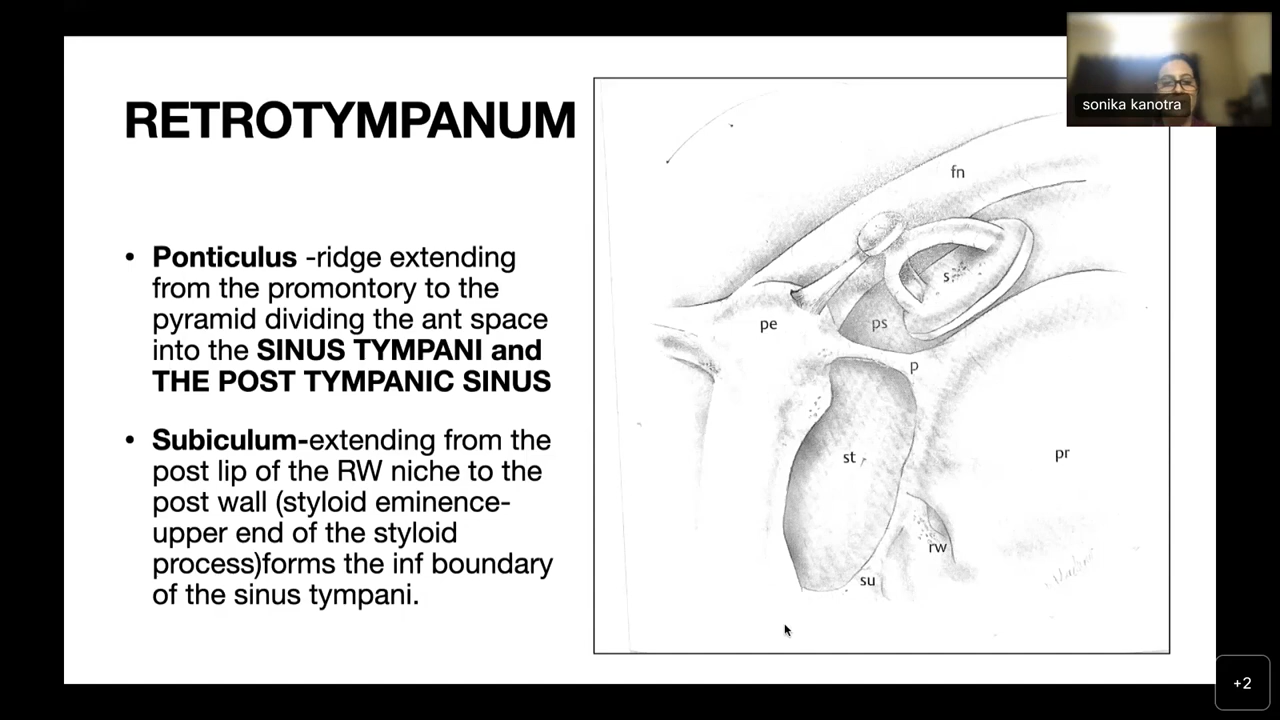 RETROTYMPANUM
• Ponticulus -ridge extending
from the promontory to the
pyramid dividing the ant space
into the SINUS TYMPANI and
THE POST TYMPANIC SINUS
• Subiculum-extending from the
post lip of the RW niche to the
post wall (styloid eminence-
upper end of the styloid
process)forms the inf boundary
of the sinus tympani.
sonika kanotra
fn
s
pe
ps
p
st
pr
rw
su
+2